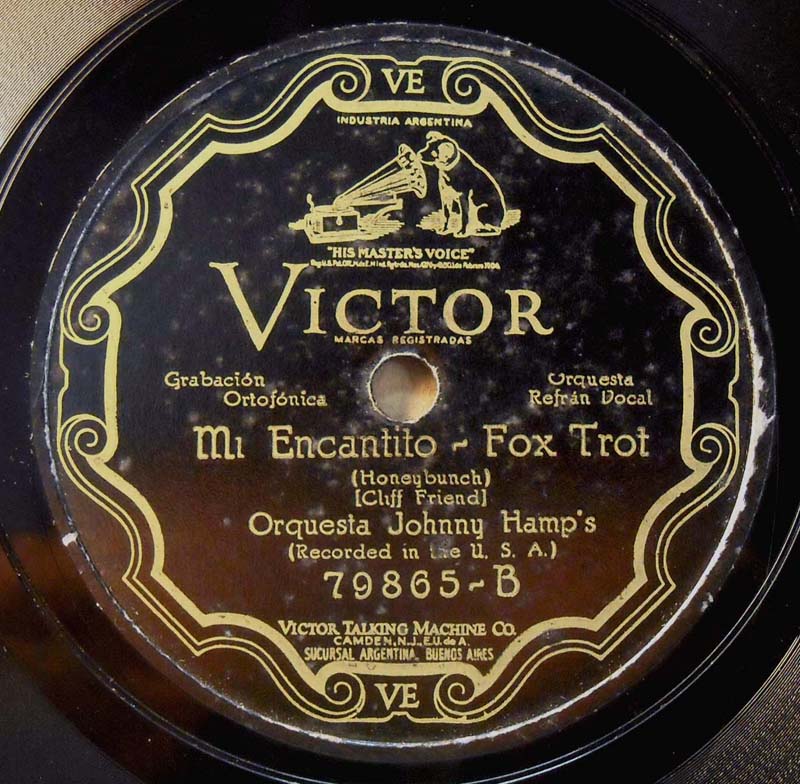 VE
INDUSTRIA ARGENTINA
"HIS MASTER'S VOICE"
VICTOR
MARCAS REGISTRADAS
Grabación Orquesta
Ortofónica Refrán Vocal
Mi Encantito - Fox Trot
(Honeybunch)
[Cliff Friend]
Orquesta Johnny Hamp's
(Recorded in the U. S. A.)
79865-B
VICTOR TALKING MACHINE CO.
CAMDEN, N.J., E.U. de A.
SUCURSAL ARGENTINA, BUENOS AIRES
VE